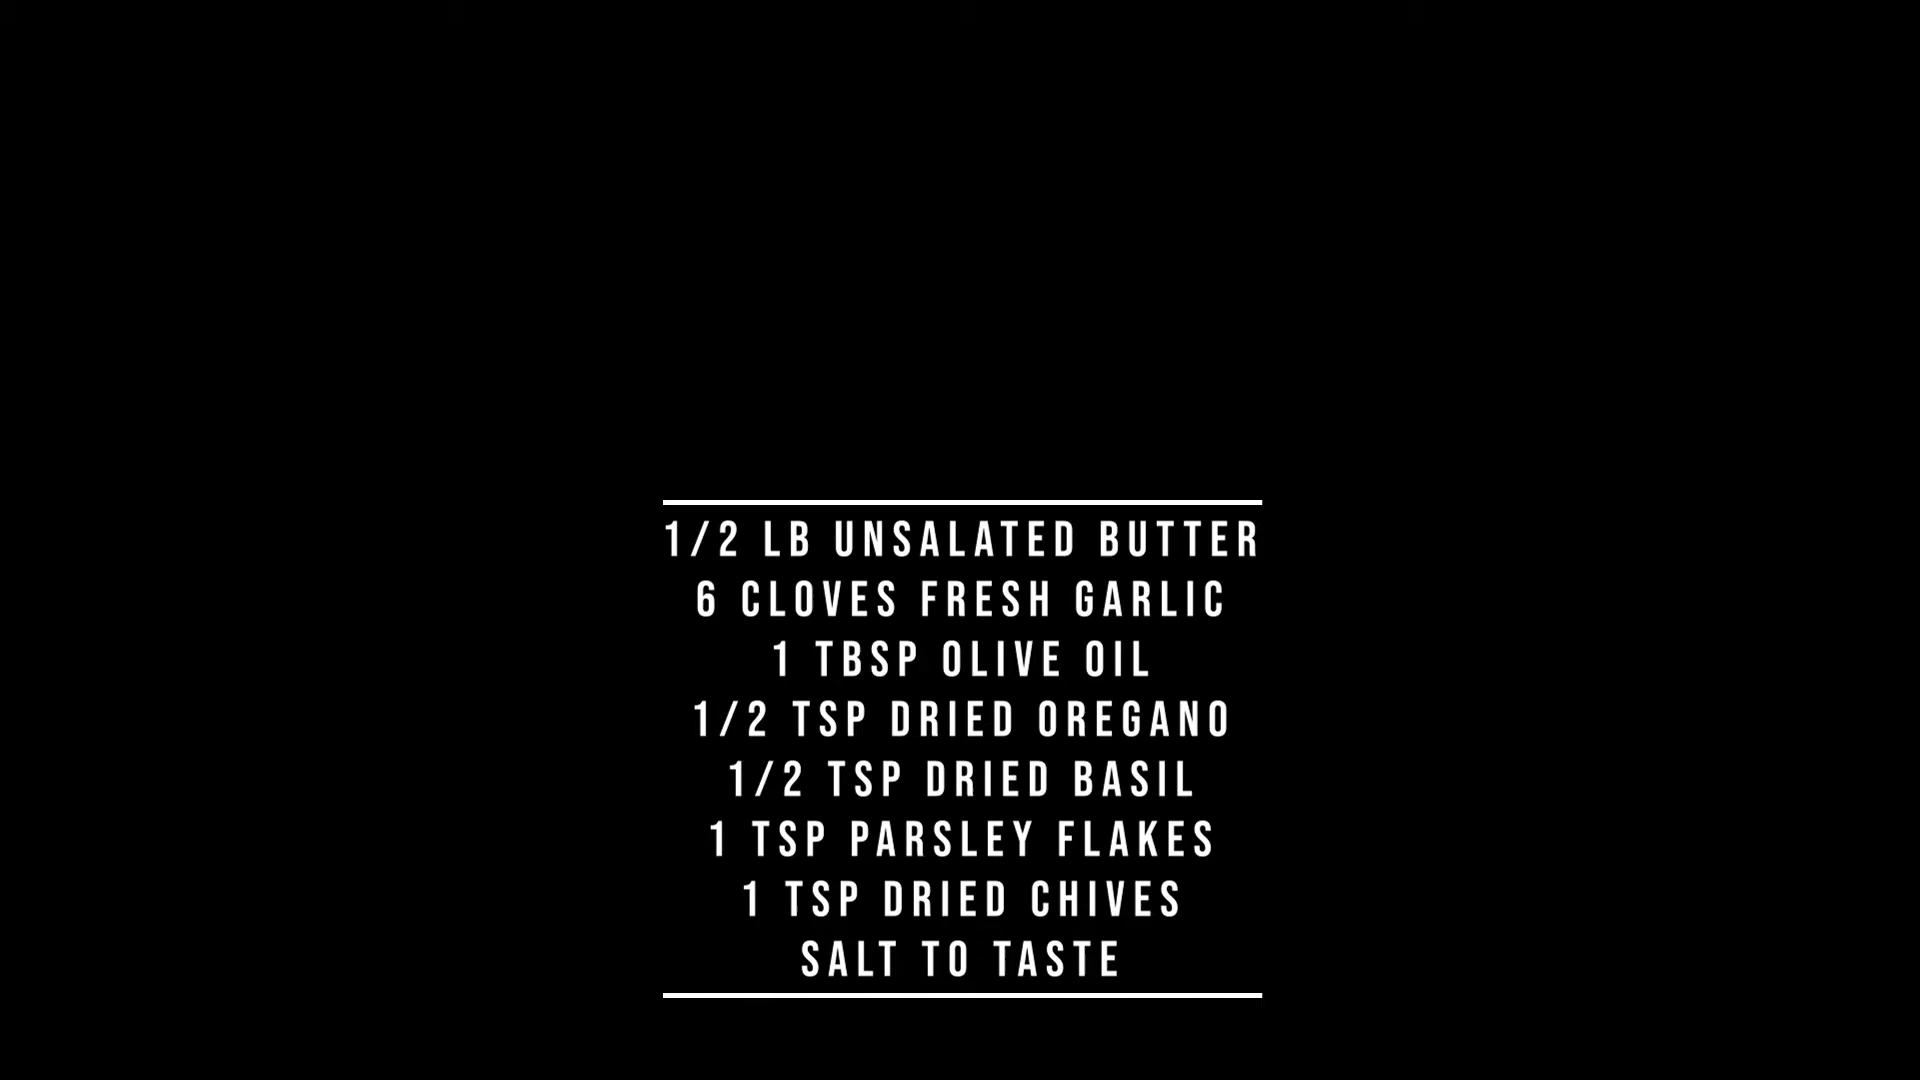 1/2 LB UNSALATED BUTTER
6 CLOVES FRESH GARLIC
1 TBSP OLIVE OIL
1/2 TSP DRIED OREGANO
1/2 TSP DRIED BASIL
1 TSP PARSLEY FLAKES
1 TSP DRIED CHIVES
SALT TO TASTE